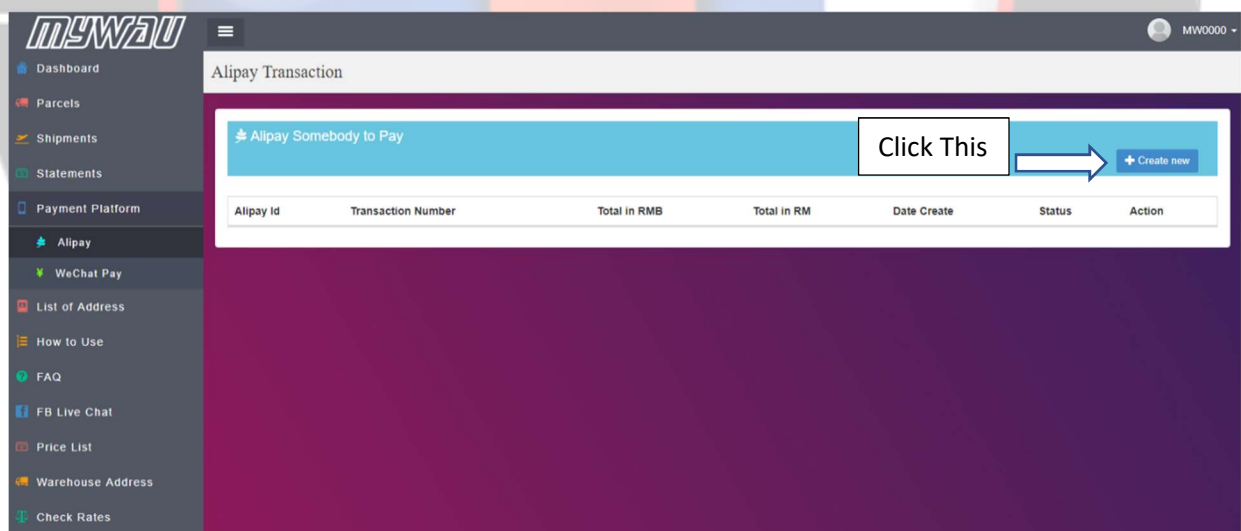 mywau
MW0000
Dashboard
Alipay Transaction
Parcels
Shipments
Statements
Payment Platform
Alipay
WeChat Pay
List of Address
How to Use
FAQ
FB Live Chat
Price List
Warehouse Address
Check Rates
Alipay Somebody to Pay
Click This
+ Create new
Alipay Id Transaction Number Total in RMB Total in RM Date Create Status Action